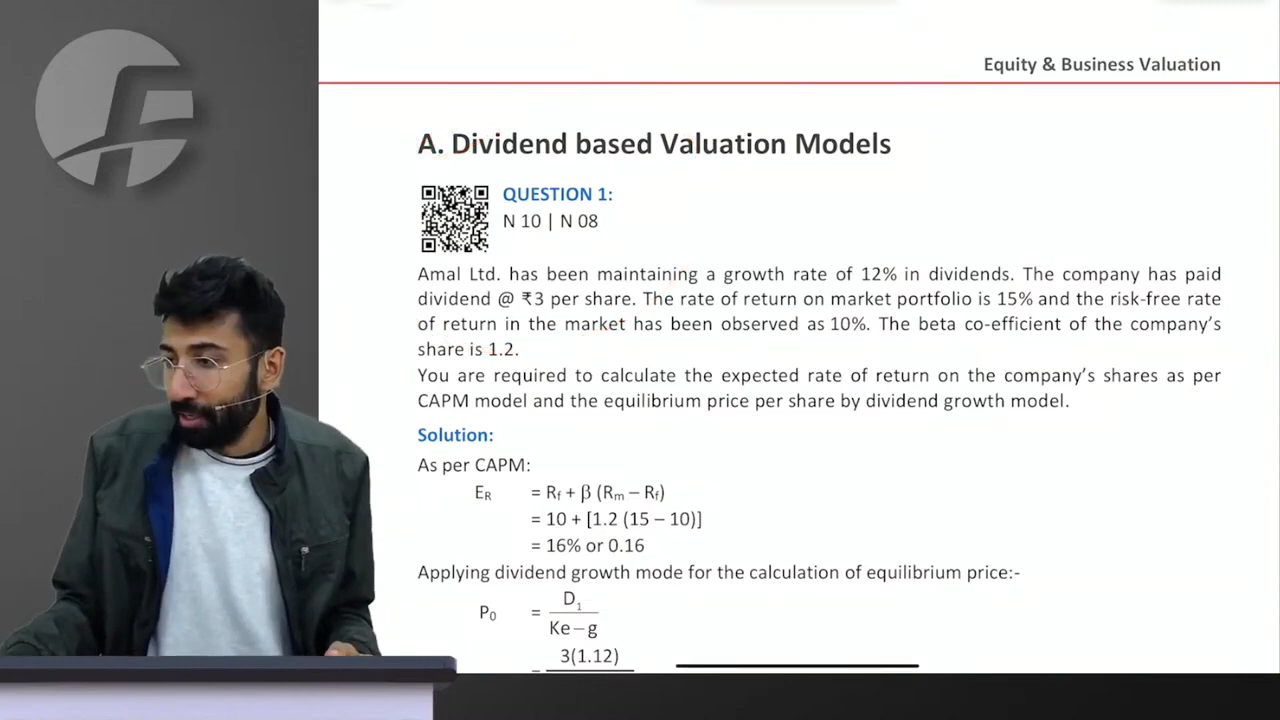 Equity & Business Valuation
A. Dividend based Valuation Models
QUESTION 1:
N 10 | N 08
Amal Ltd. has been maintaining a growth rate of 12% in dividends. The company has paid
dividend @ ₹3 per share. The rate of return on market portfolio is 15% and the risk-free rate
of return in the market has been observed as 10%. The beta co-efficient of the company’s
share is 1.2.
You are required to calculate the expected rate of return on the company’s shares as per
CAPM model and the equilibrium price per share by dividend growth model.
Solution:
As per CAPM:
E_R = R_f + β (R_m – R_f)
= 10 + [1.2 (15 – 10)]
= 16% or 0.16
Applying dividend growth mode for the calculation of equilibrium price:-
P₀ = D₁
Ke – g
= 3(1.12)